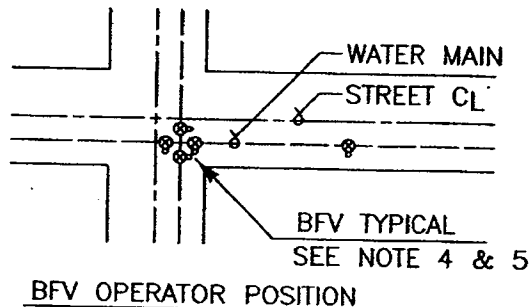 WATER MAIN
STREET CL
BFV TYPICAL
SEE NOTE 4 & 5
BFV OPERATOR POSITION